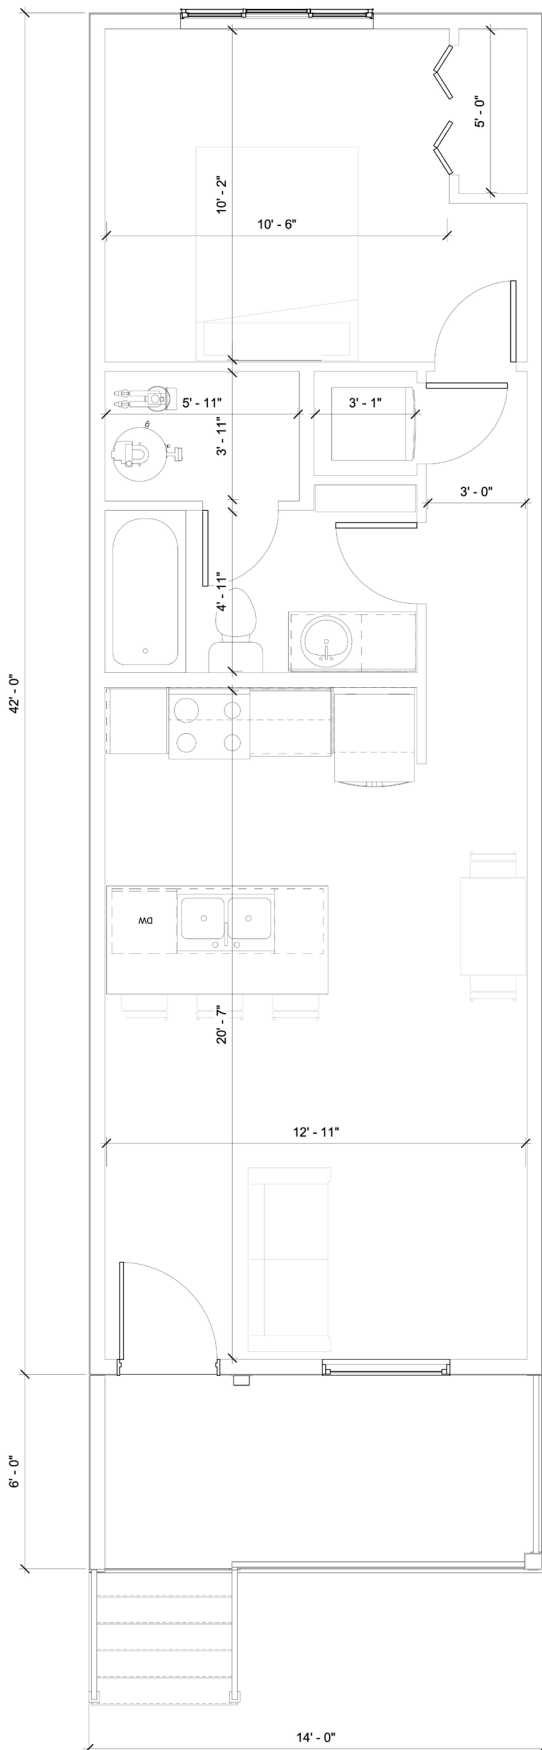 5' - 0"
10' - 2"
10' - 6"
5' - 11"
3' - 1"
3' - 11"
3' - 0"
4' - 11"
42' - 0"
DW
20' - 7"
12' - 11"
6' - 0"
14' - 0"